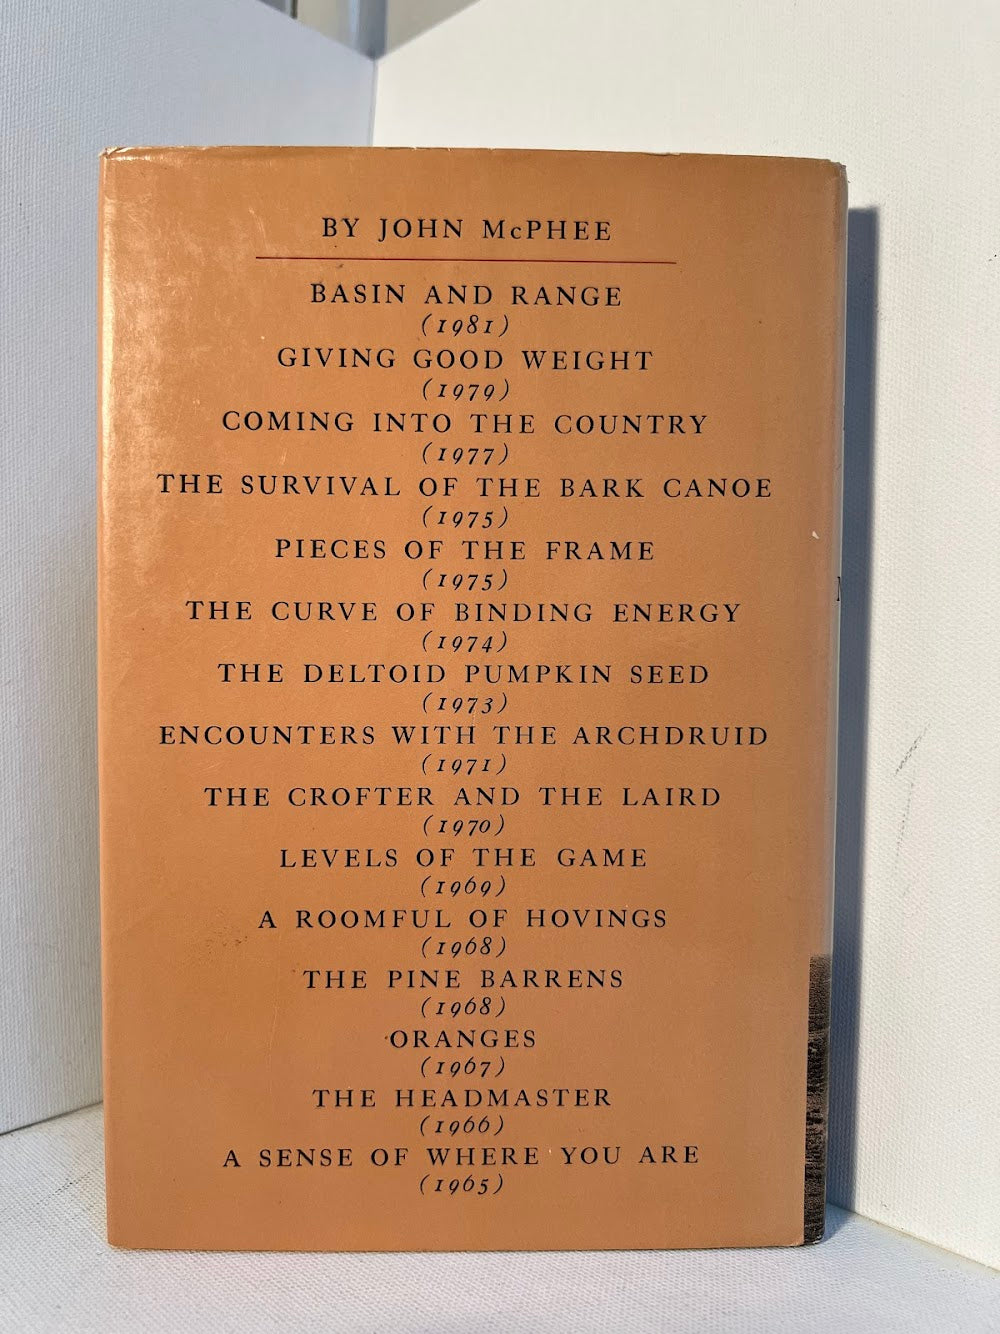 BY JOHN McPHEE
BASIN AND RANGE
(1981)
GIVING GOOD WEIGHT
(1979)
COMING INTO THE COUNTRY
(1977)
THE SURVIVAL OF THE BARK CANOE
(1975)
PIECES OF THE FRAME
(1975)
THE CURVE OF BINDING ENERGY
(1974)
THE DELTOID PUMPKIN SEED
(1973)
ENCOUNTERS WITH THE ARCHDRUID
(1971)
THE CROFTER AND THE LAIRD
(1970)
LEVELS OF THE GAME
(1969)
A ROOMFUL OF HOVINGS
(1968)
THE PINE BARRENS
(1968)
ORANGES
(1967)
THE HEADMASTER
(1966)
A SENSE OF WHERE YOU ARE
(1965)